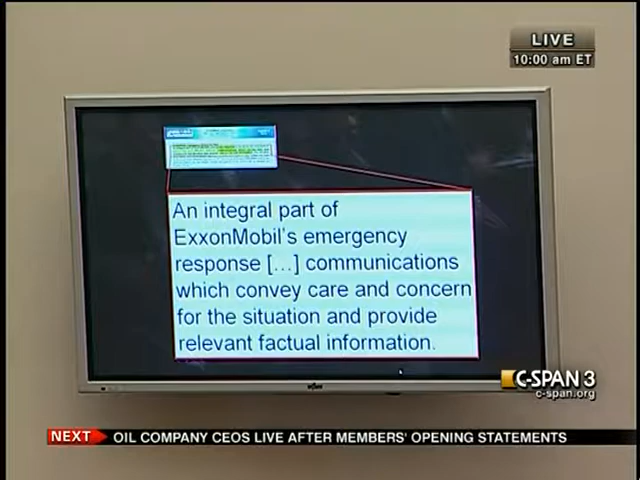 LIVE
10:00 am ET
An integral part of
ExxonMobil's emergency
response [...] communications
which convey care and concern
for the situation and provide
relevant factual information.
C-SPAN 3
c-span.org
NEXT OIL COMPANY CEOS LIVE AFTER MEMBERS' OPENING STATEMENTS